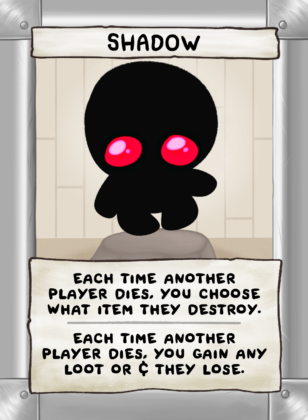 SHADOW
EACH TIME ANOTHER
PLAYER DIES, YOU CHOOSE
WHAT ITEM THEY DESTROY.
EACH TIME ANOTHER
PLAYER DIES, YOU GAIN ANY
LOOT OR ¢ THEY LOSE.